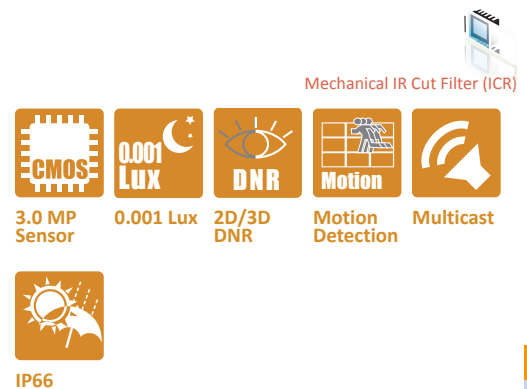 Mechanical IR Cut Filter (ICR)
CMOS
0.001
Lux
DNR
Motion
3.0 MP
Sensor
0.001 Lux
2D/3D
DNR
Motion
Detection
Multicast
IP66